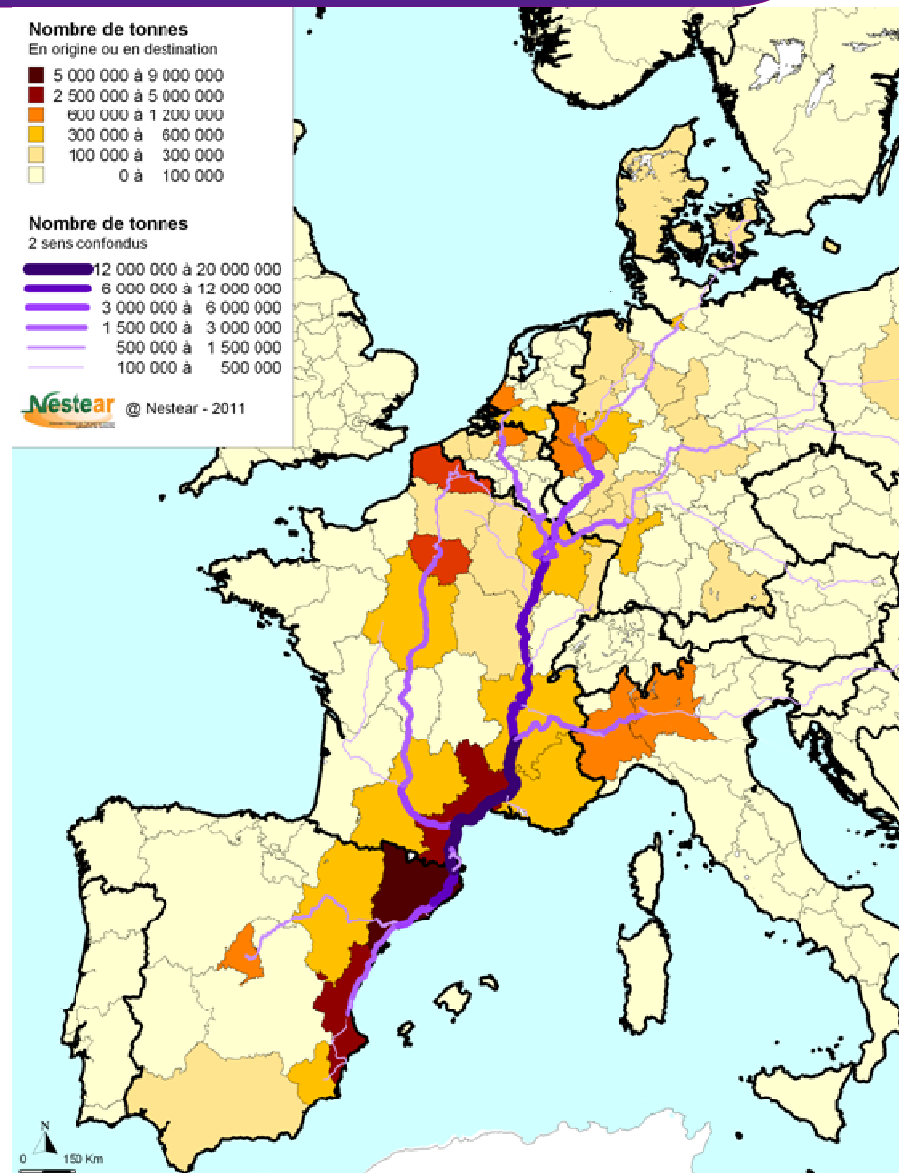 Nombre de tonnes
En origine ou en destination
5 000 000 à 9 000 000
2 500 000 à 5 000 000
600 000 à 1 200 000
300 000 à 600 000
100 000 à 300 000
0 à 100 000
Nombre de tonnes
2 sens confondus
12 000 000 à 20 000 000
6 000 000 à 12 000 000
3 000 000 à 6 000 000
1 500 000 à 3 000 000
500 000 à 1 500 000
100 000 à 500 000
Nestear @ Nestear - 2011
N
0 150 Km